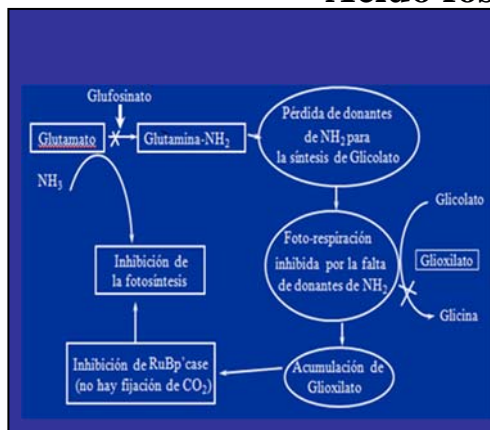 Glufosinato
Glutamato
Glutamina-NH2
NH3
Pérdida de donantes
de NH2 para
la síntesis de Glicolato
Glicolato
Foto-respiración
inhibida por la falta
de donantes de NH2
Glioxilato
Glicina
Inhibición de
la fotosíntesis
Inhibición de RuBp'case
(no hay fijación de CO2)
Acumulación de
Glioxilato